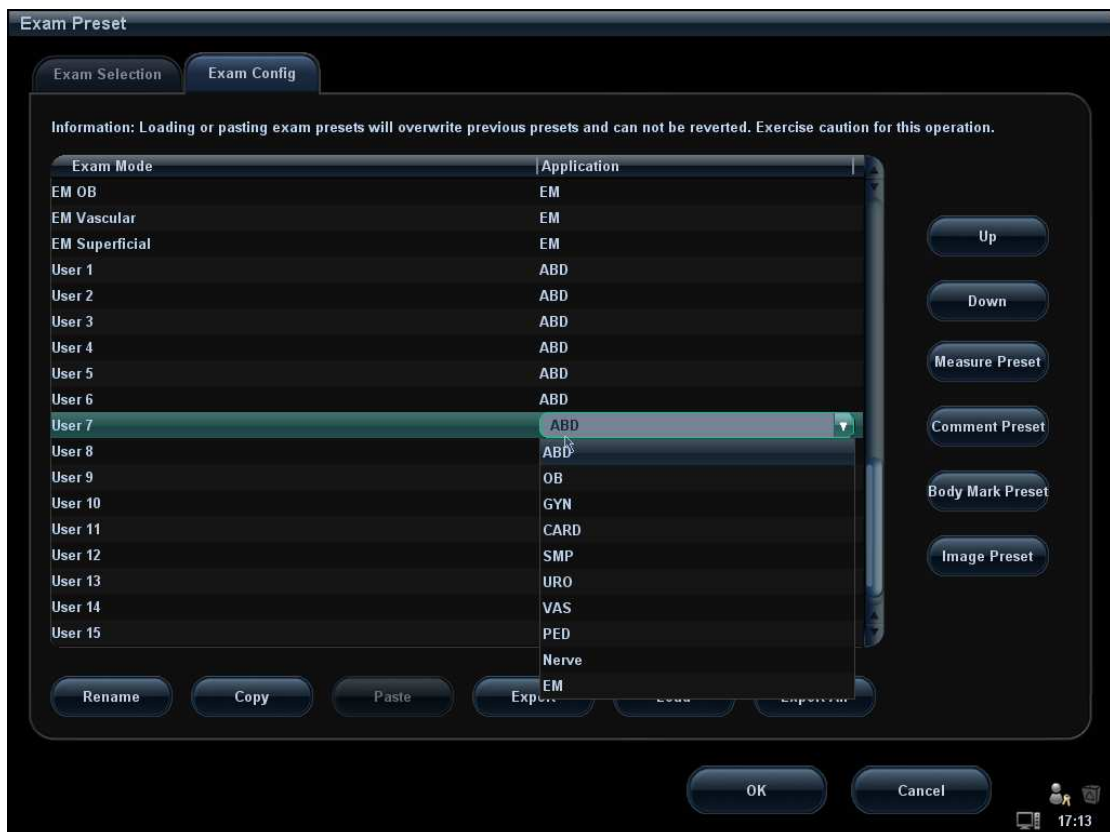 Exam Preset
Exam Selection Exam Config
Information: Loading or pasting exam presets will overwrite previous presets and can not be reverted. Exercise caution for this operation.
Exam Mode Application
EM OB EM
EM Vascular EM
EM Superficial EM
User 1 ABD
User 2 ABD
User 3 ABD
User 4 ABD
User 5 ABD
User 6 ABD
User 7 ABD
User 8 ABD
User 9 OB
User 10 GYN
User 11 CARD
User 12 SMP
User 13 URO
User 14 VAS
User 15 PED
Nerve
EM
Up
Down
Measure Preset
Comment Preset
Body Mark Preset
Image Preset
Rename Copy Paste Export Load Export All
OK Cancel
17:13